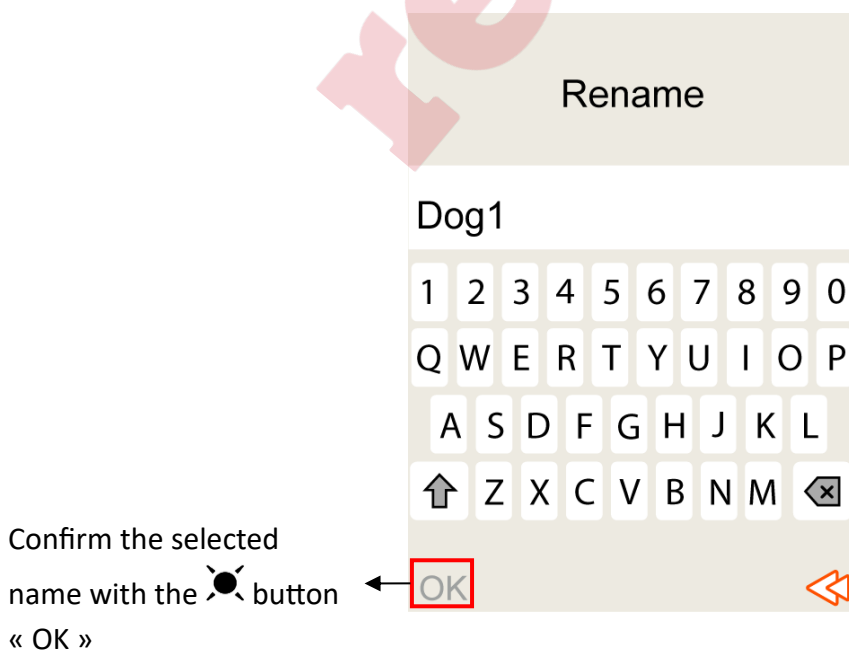 re
Rename
Dog1
1 2 3 4 5 6 7 8 9 0
Q W E R T Y U I O P
A S D F G H J K L
Z X C V B N M
OK
Confirm the selected
name with the button
« OK »